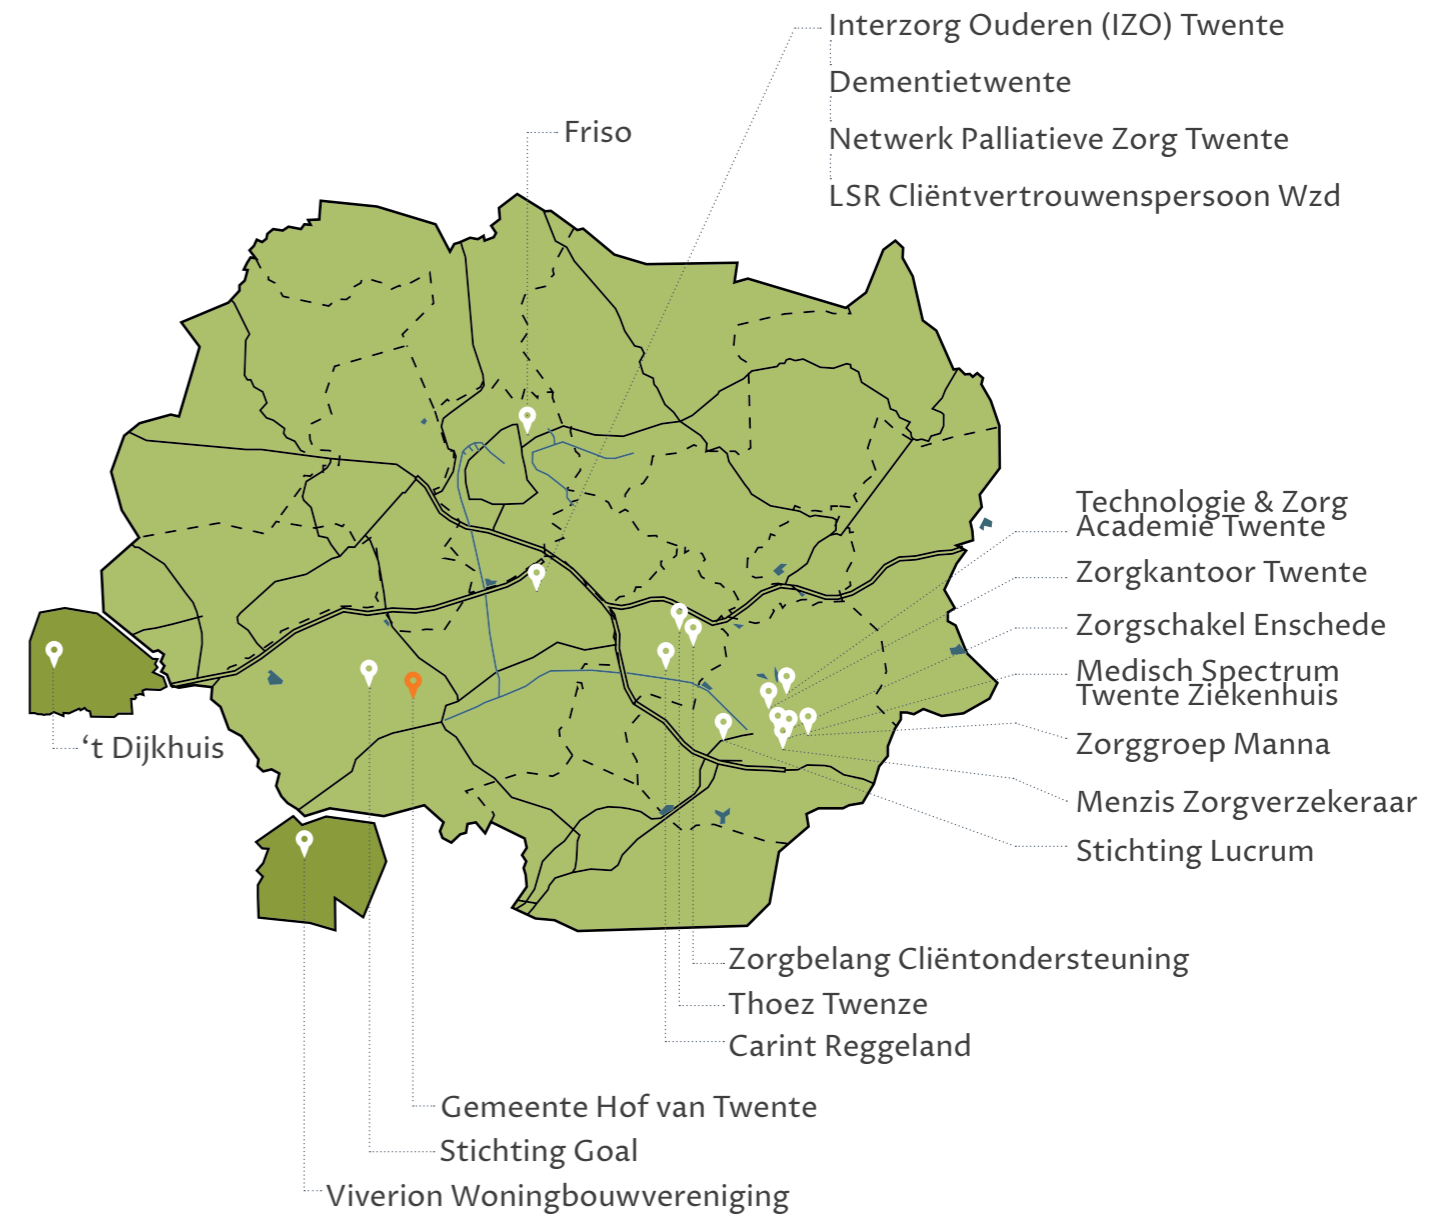 Interzorg Ouderen (IZO) Twente
Dementietwente
Friso
Netwerk Palliatieve Zorg Twente
LSR Cliëntvertrouwenspersoon Wzd
Technologie & Zorg
Academie Twente
Zorgkantoor Twente
Zorgschakel Enschede
Medisch Spectrum
Twente Ziekenhuis
‘t Dijkhuis
Zorggroep Manna
Menzis Zorgverzekeraar
Stichting Lucrum
Zorgbelang Cliëntondersteuning
Thoez Twenze
Carint Reggeland
Gemeente Hof van Twente
Stichting Goal
Viverion Woningbouwvereniging